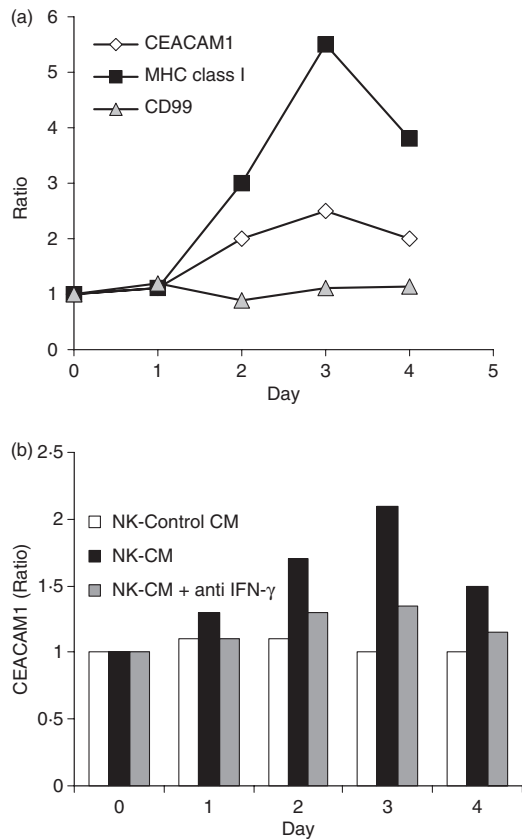 (a)
6
5
4
3
2
1
0
Ratio
CEACAM1
MHC class I
CD99
0 1 2 3 4 5
Day
(b)
2·5
2
1·5
1
0·5
0
CEACAM1 (Ratio)
NK-Control CM
NK-CM
NK-CM + anti IFN-γ
0 1 2 3 4
Day